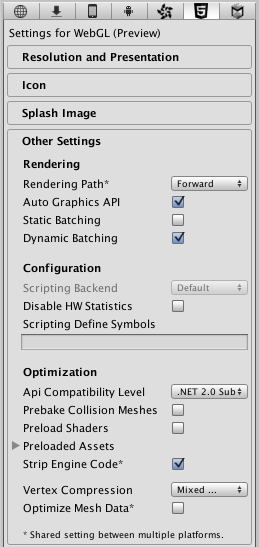 Settings for WebGL (Preview)
Resolution and Presentation
Icon
Splash Image
Other Settings
Rendering
Rendering Path* Forward
Auto Graphics API
Static Batching
Dynamic Batching
Configuration
Scripting Backend Default
Disable HW Statistics
Scripting Define Symbols
Optimization
Api Compatibility Level .NET 2.0 Sub
Prebake Collision Meshes
Preload Shaders
Preloaded Assets
Strip Engine Code*
Vertex Compression Mixed ...
Optimize Mesh Data*
* Shared setting between multiple platforms.